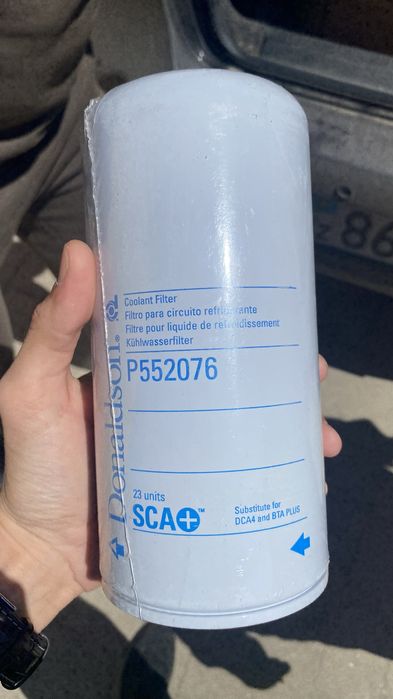 Donaldson®
Coolant Filter
Filtro para circuito refrigerante
Filtre pour liquide de refroidissement
Kühlwasserfilter
P552076
23 units
SCA+™
Substitute for
DCA4 and BTA PLUS
86